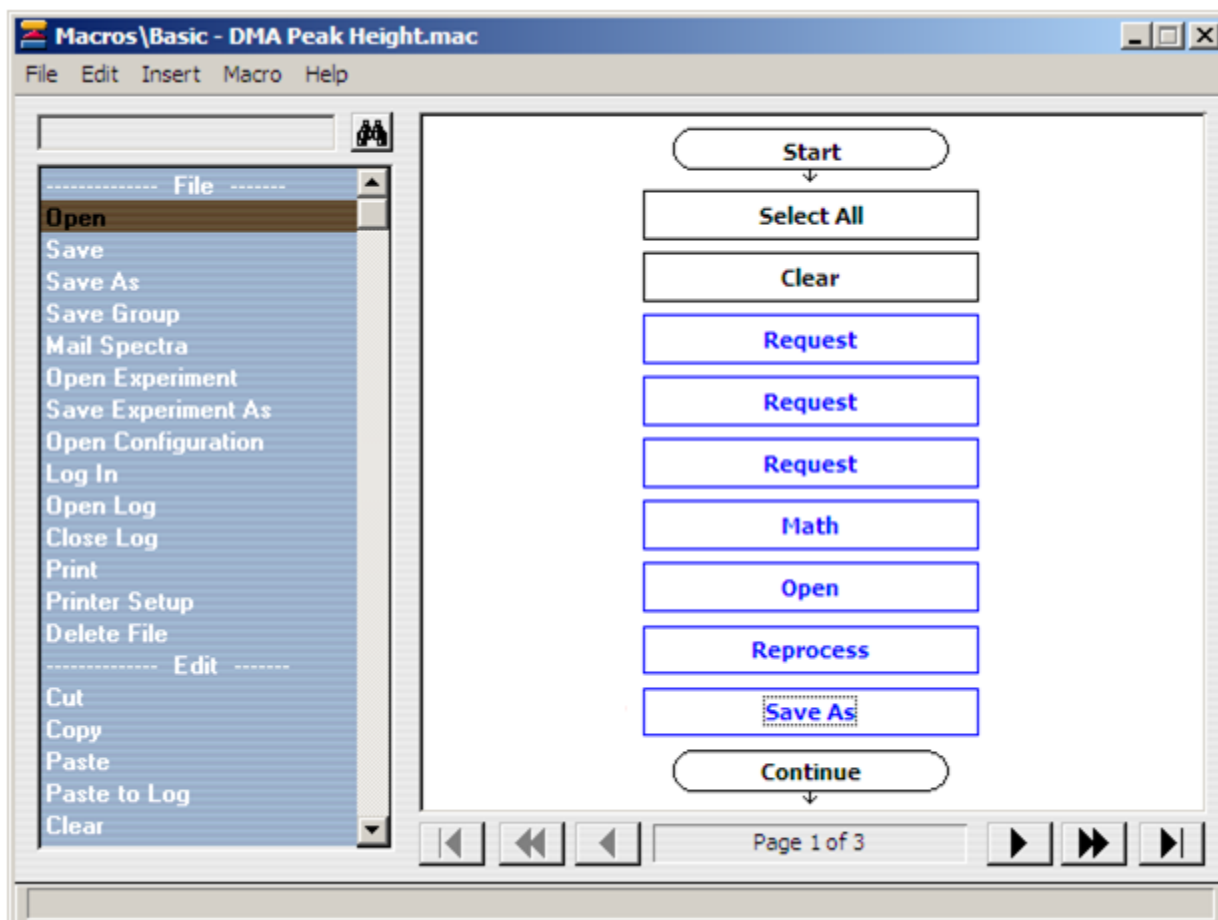 Macros\Basic - DMA Peak Height.mac
File Edit Insert Macro Help
-------------- File -------
Open
Save
Save As
Save Group
Mail Spectra
Open Experiment
Save Experiment As
Open Configuration
Log In
Open Log
Close Log
Print
Printer Setup
Delete File
-------------- Edit -------
Cut
Copy
Paste
Paste to Log
Clear
Start
Select All
Clear
Request
Request
Request
Math
Open
Reprocess
Save As
Continue
Page 1 of 3